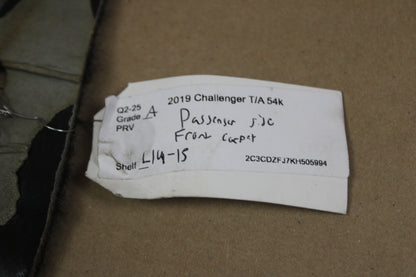 2019 Challenger T/A 54k
Q2-25
Grade A
PRV
Passenger side
Front carpet
Shelf L14-15
2C3CDZFJ7KH505994